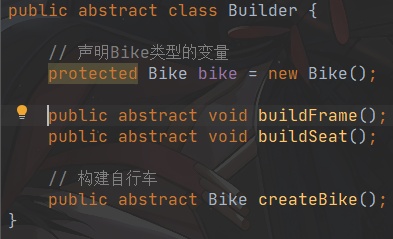 public abstract class Builder {
// 声明Bike类型的变量
protected Bike bike = new Bike();
public abstract void buildFrame();
public abstract void buildSeat();
// 构建自行车
public abstract Bike createBike();
}